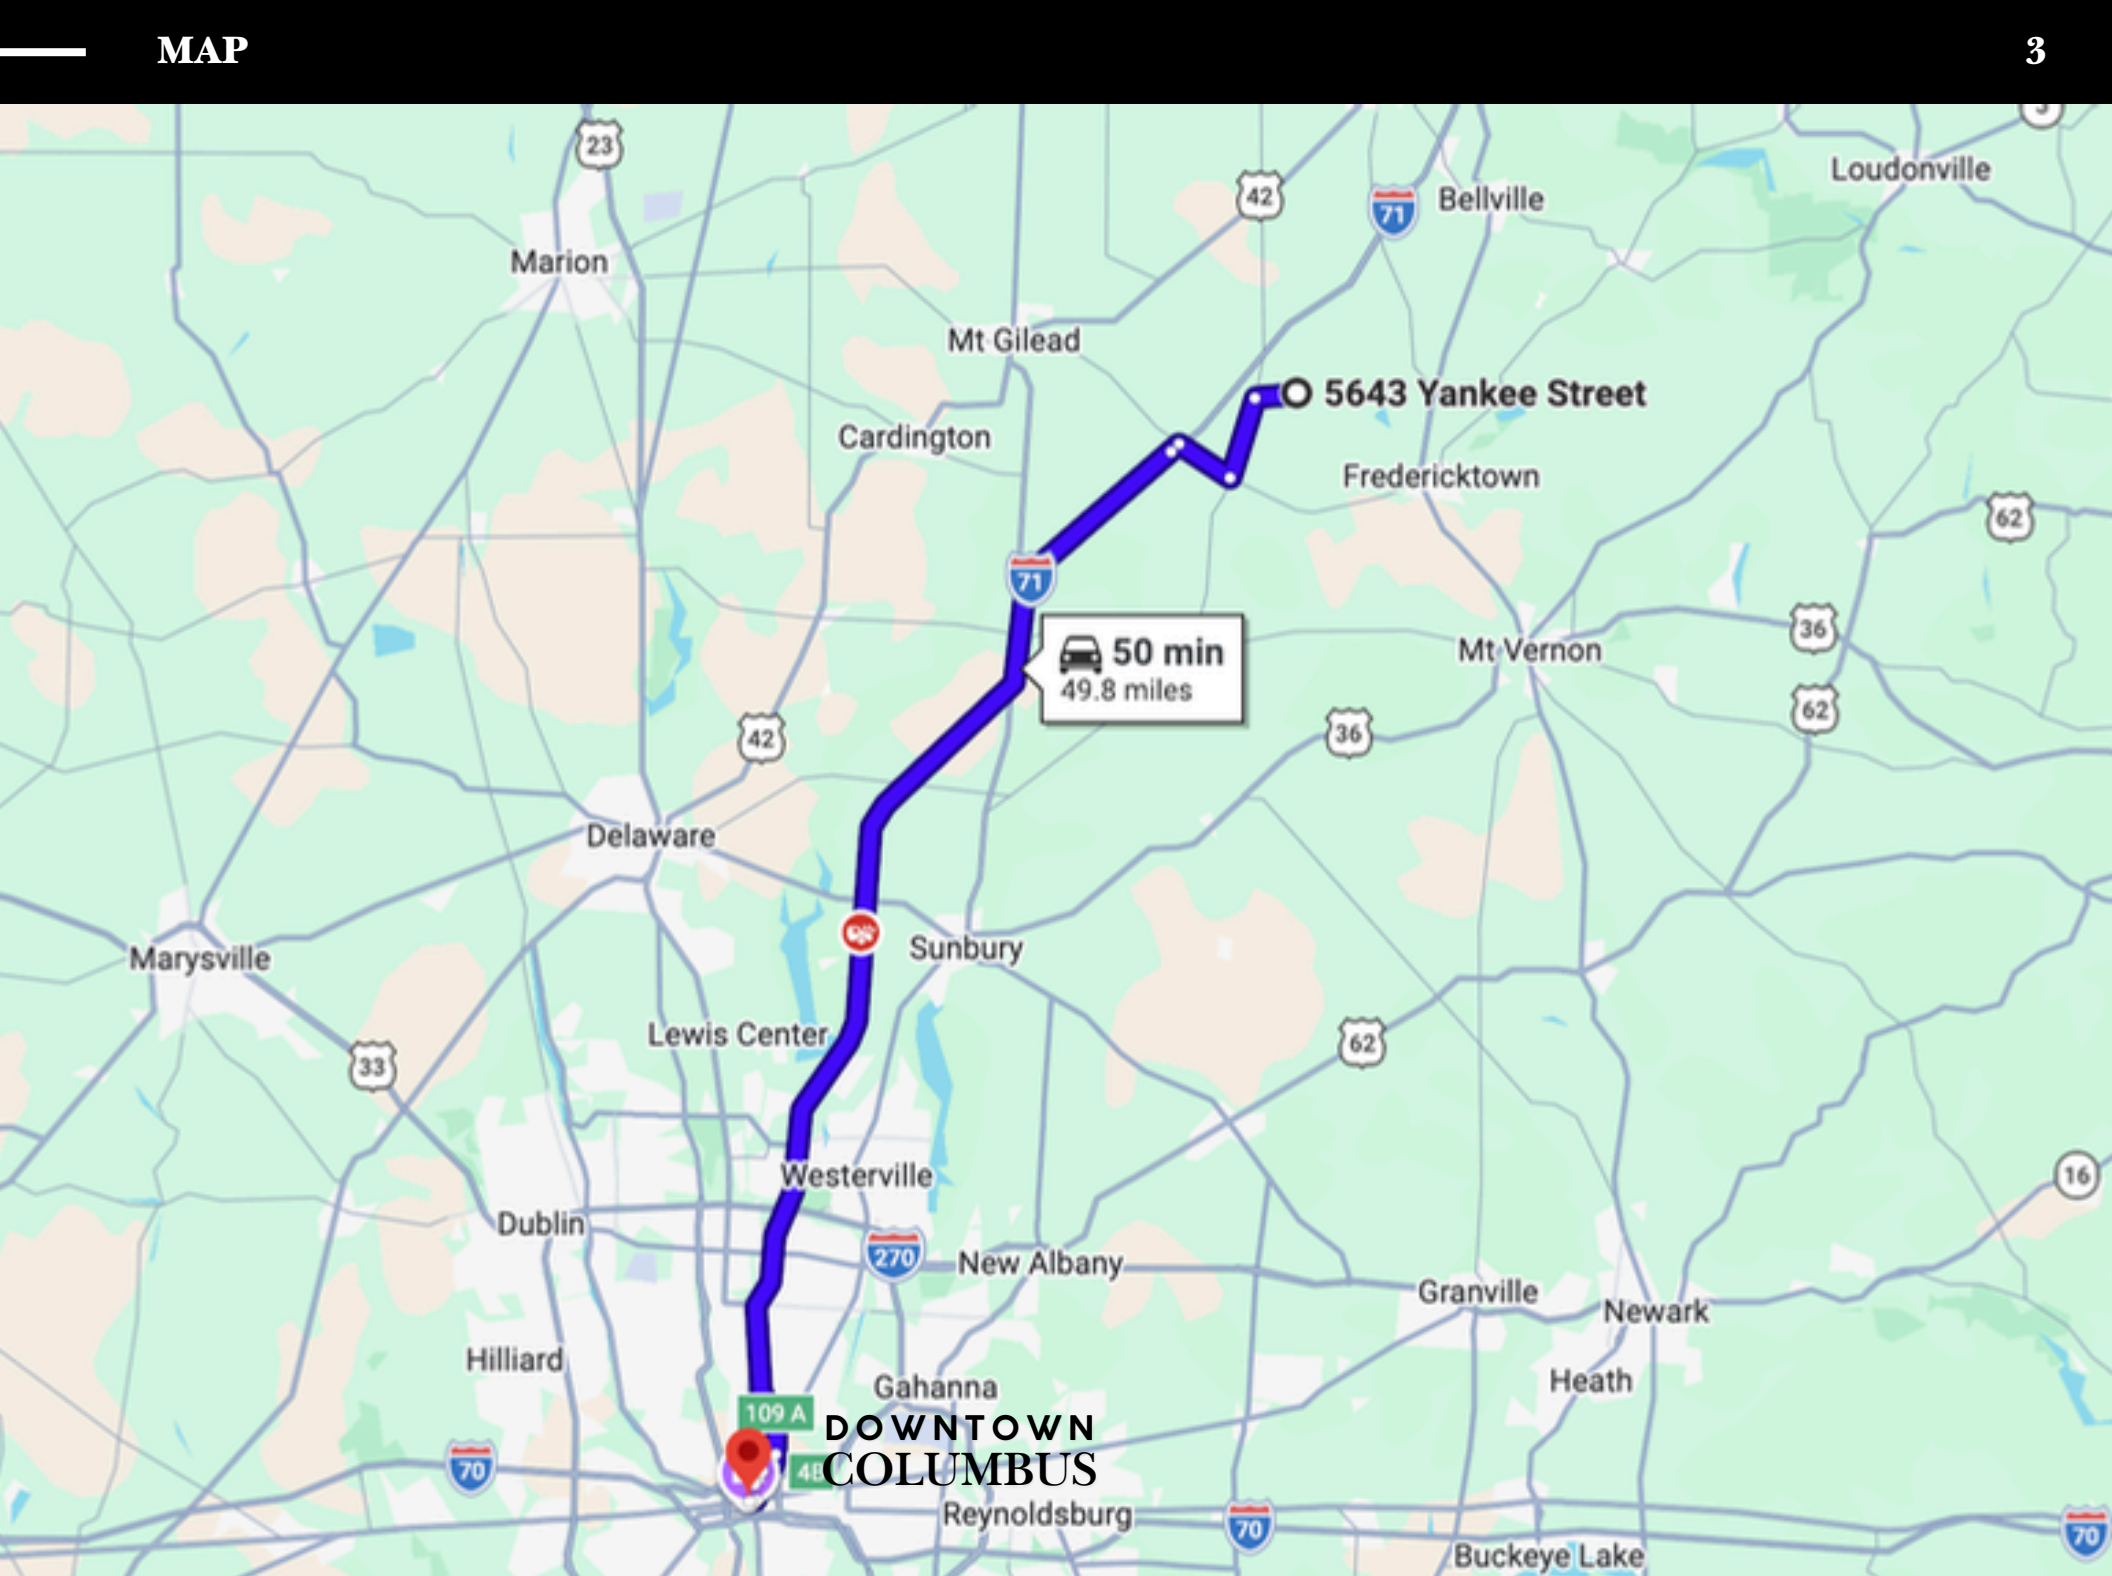 MAP
3
3
23
42
71
Bellville
Loudonville
Marion
Mt Gilead
5643 Yankee Street
Cardington
Fredericktown
62
71
36
50 min
49.8 miles
Mt Vernon
62
36
42
Delaware
Sunbury
Marysville
Lewis Center
62
33
Westerville
16
Dublin
270
New Albany
Granville
Newark
Hilliard
Heath
Gahanna
109 A
DOWNTOWN
COLUMBUS
70
Reynoldsburg
70
70
Buckeye Lake